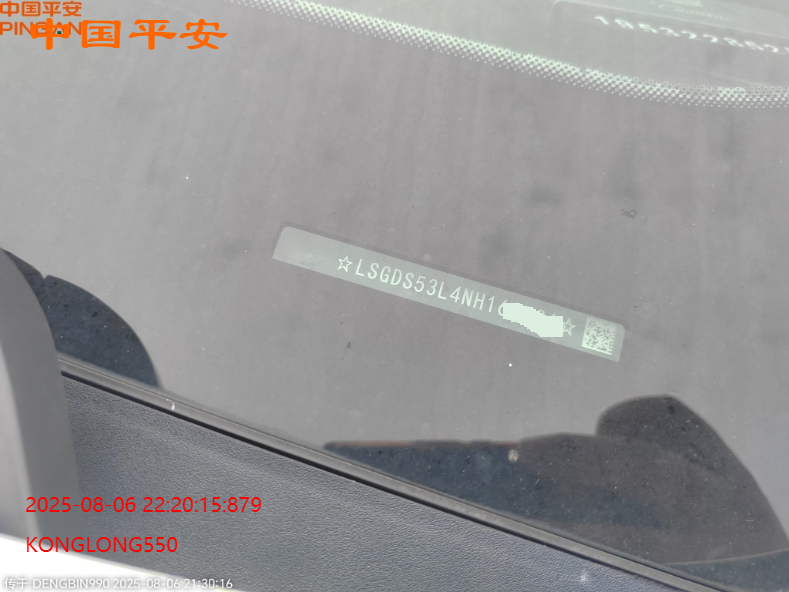 中国平安
PINGAN
中国平安
☆LSGDS53L4NH1
2025-08-06 22:20:15:879
KONGLONG550
传于 DENGBIN990 2025-08-06 21:30:16